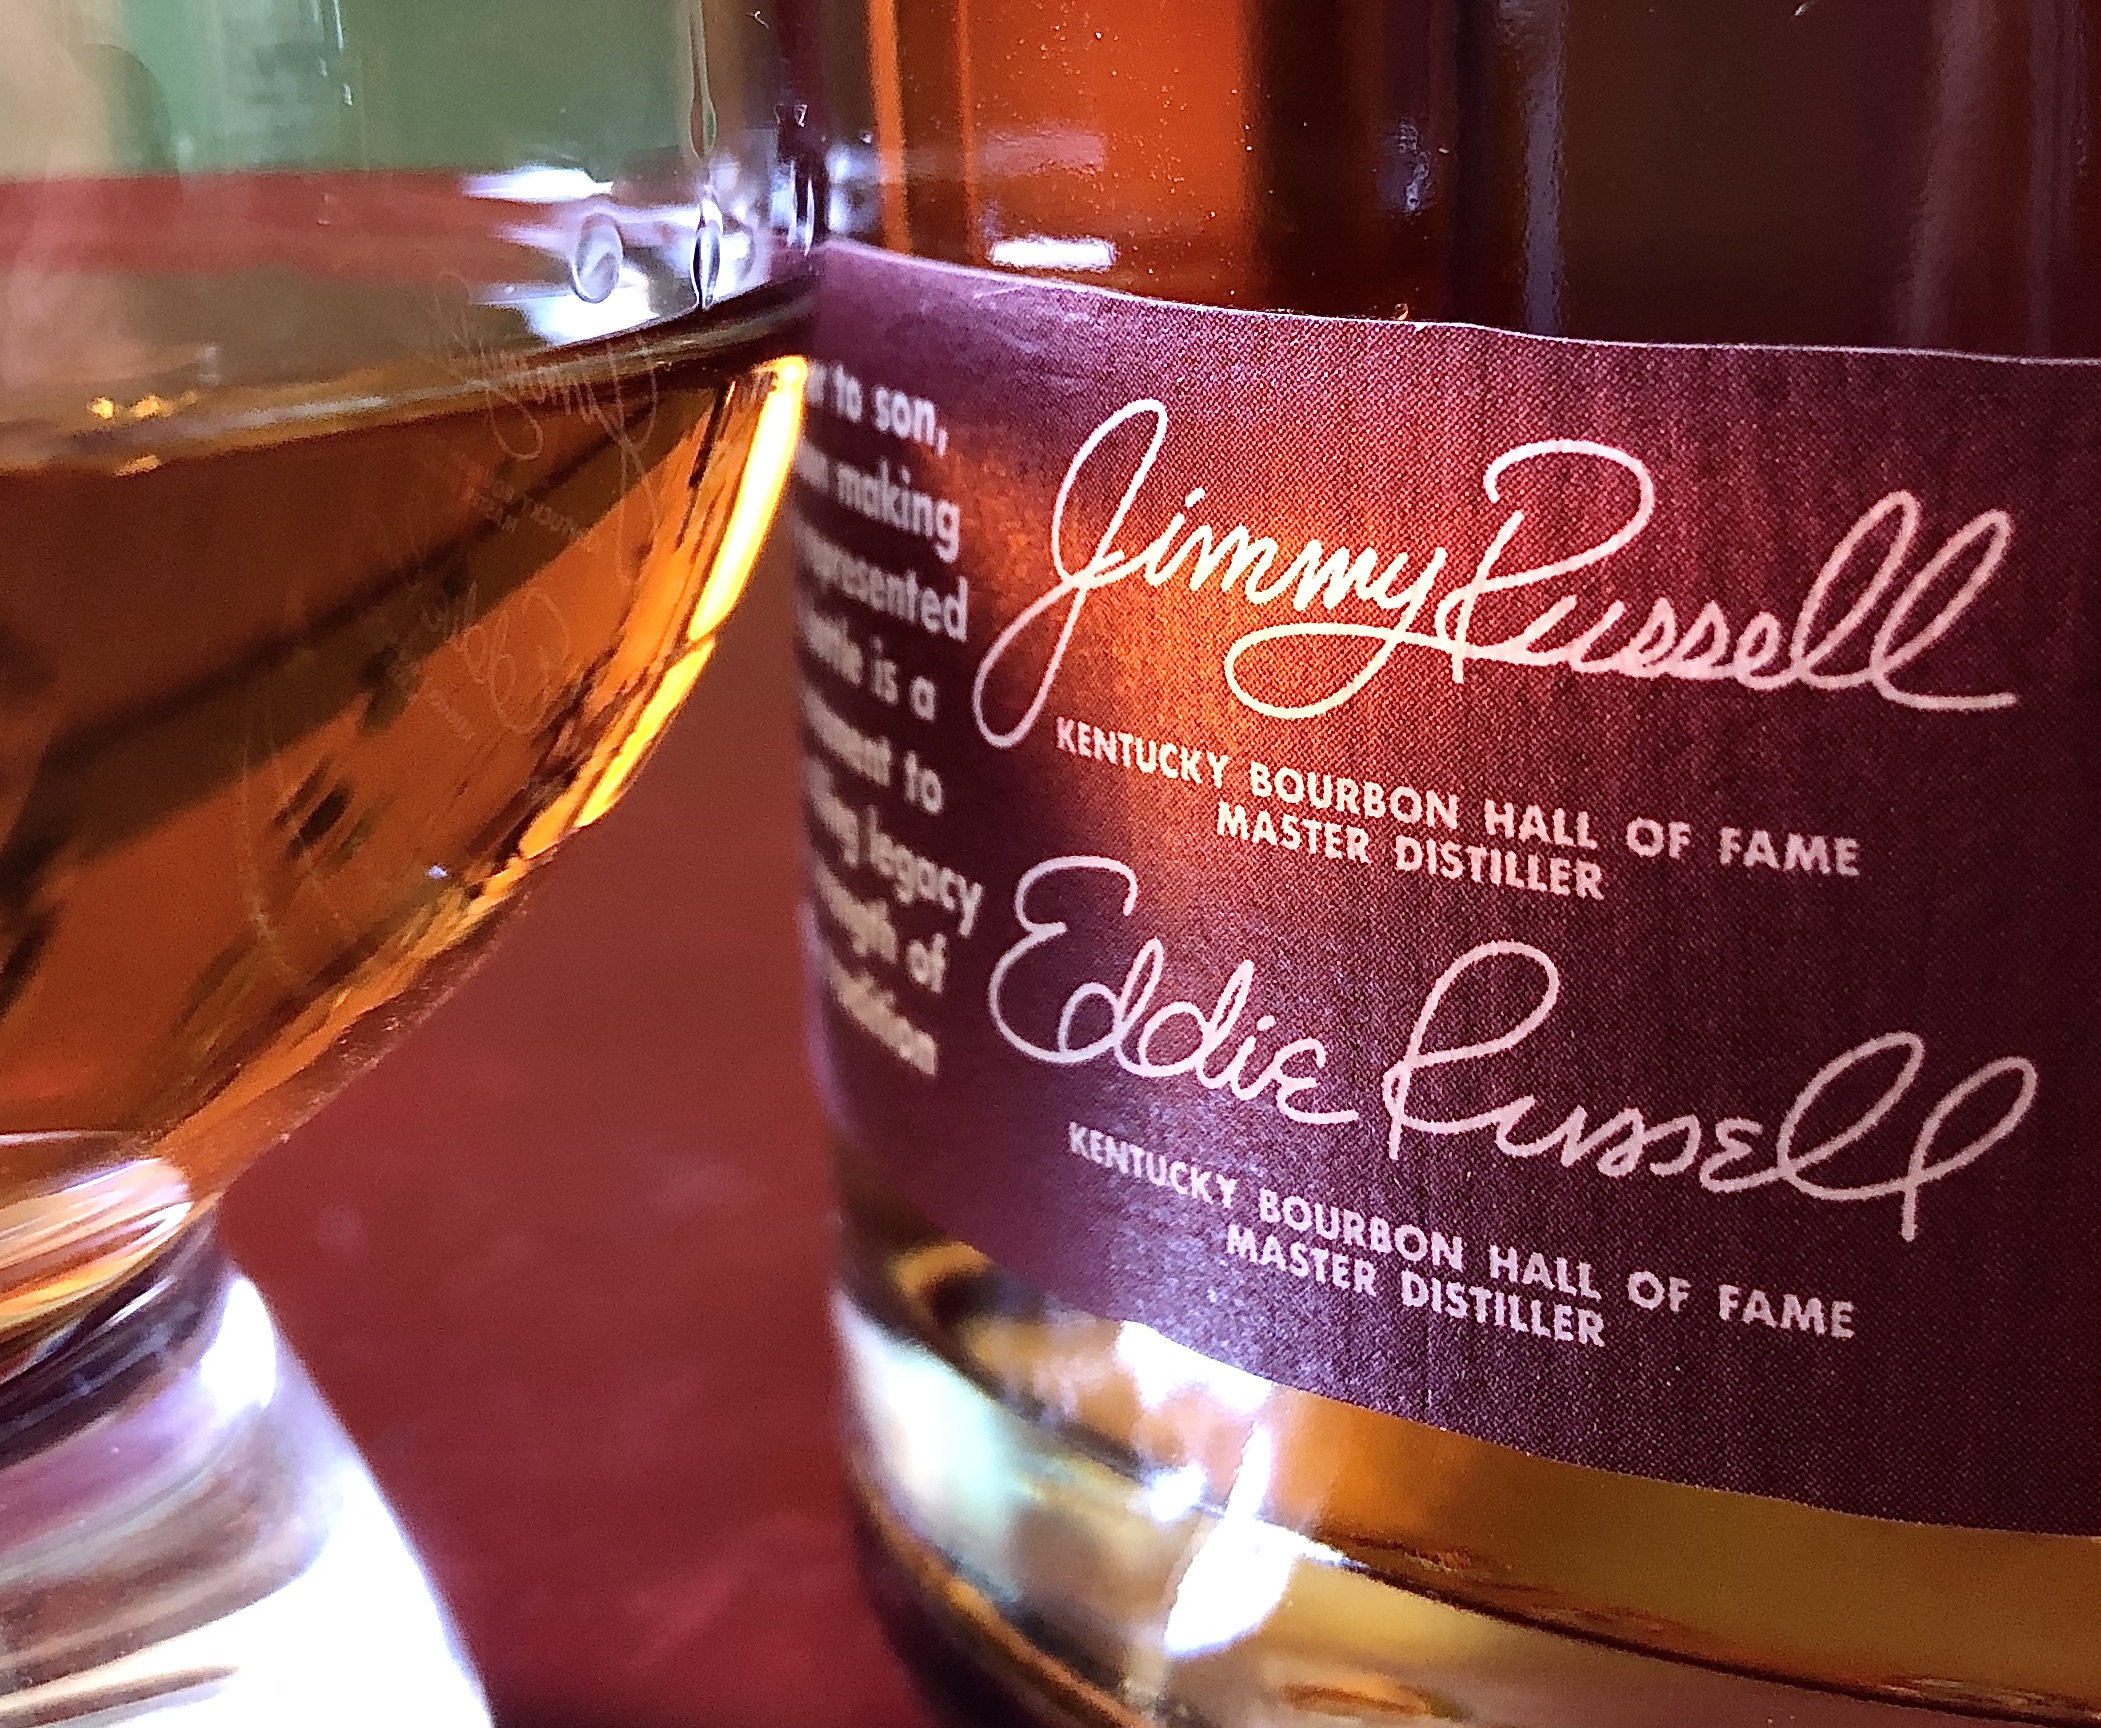 to son,
making
presented
is a
to
legacy
of
Jimmy Russell
KENTUCKY BOURBON HALL OF FAME
MASTER DISTILLER
Eddie Russell
KENTUCKY BOURBON HALL OF FAME
MASTER DISTILLER